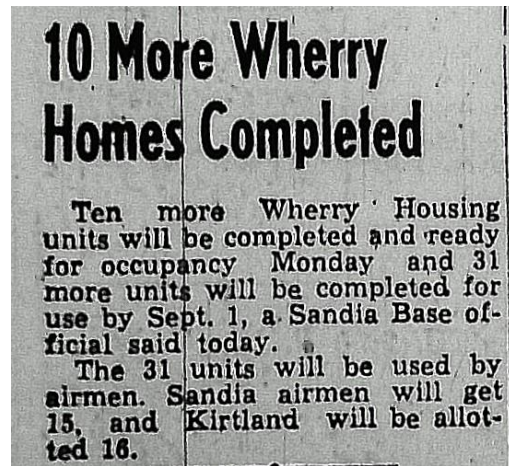 10 More Wherry
Homes Completed
Ten more Wherry Housing
units will be completed and ready
for occupancy Monday and 31
more units will be completed for
use by Sept. 1, a Sandia Base of-
ficial said today.
The 31 units will be used by
airmen. Sandia airmen will get
15, and Kirtland will be allot-
ted 16.